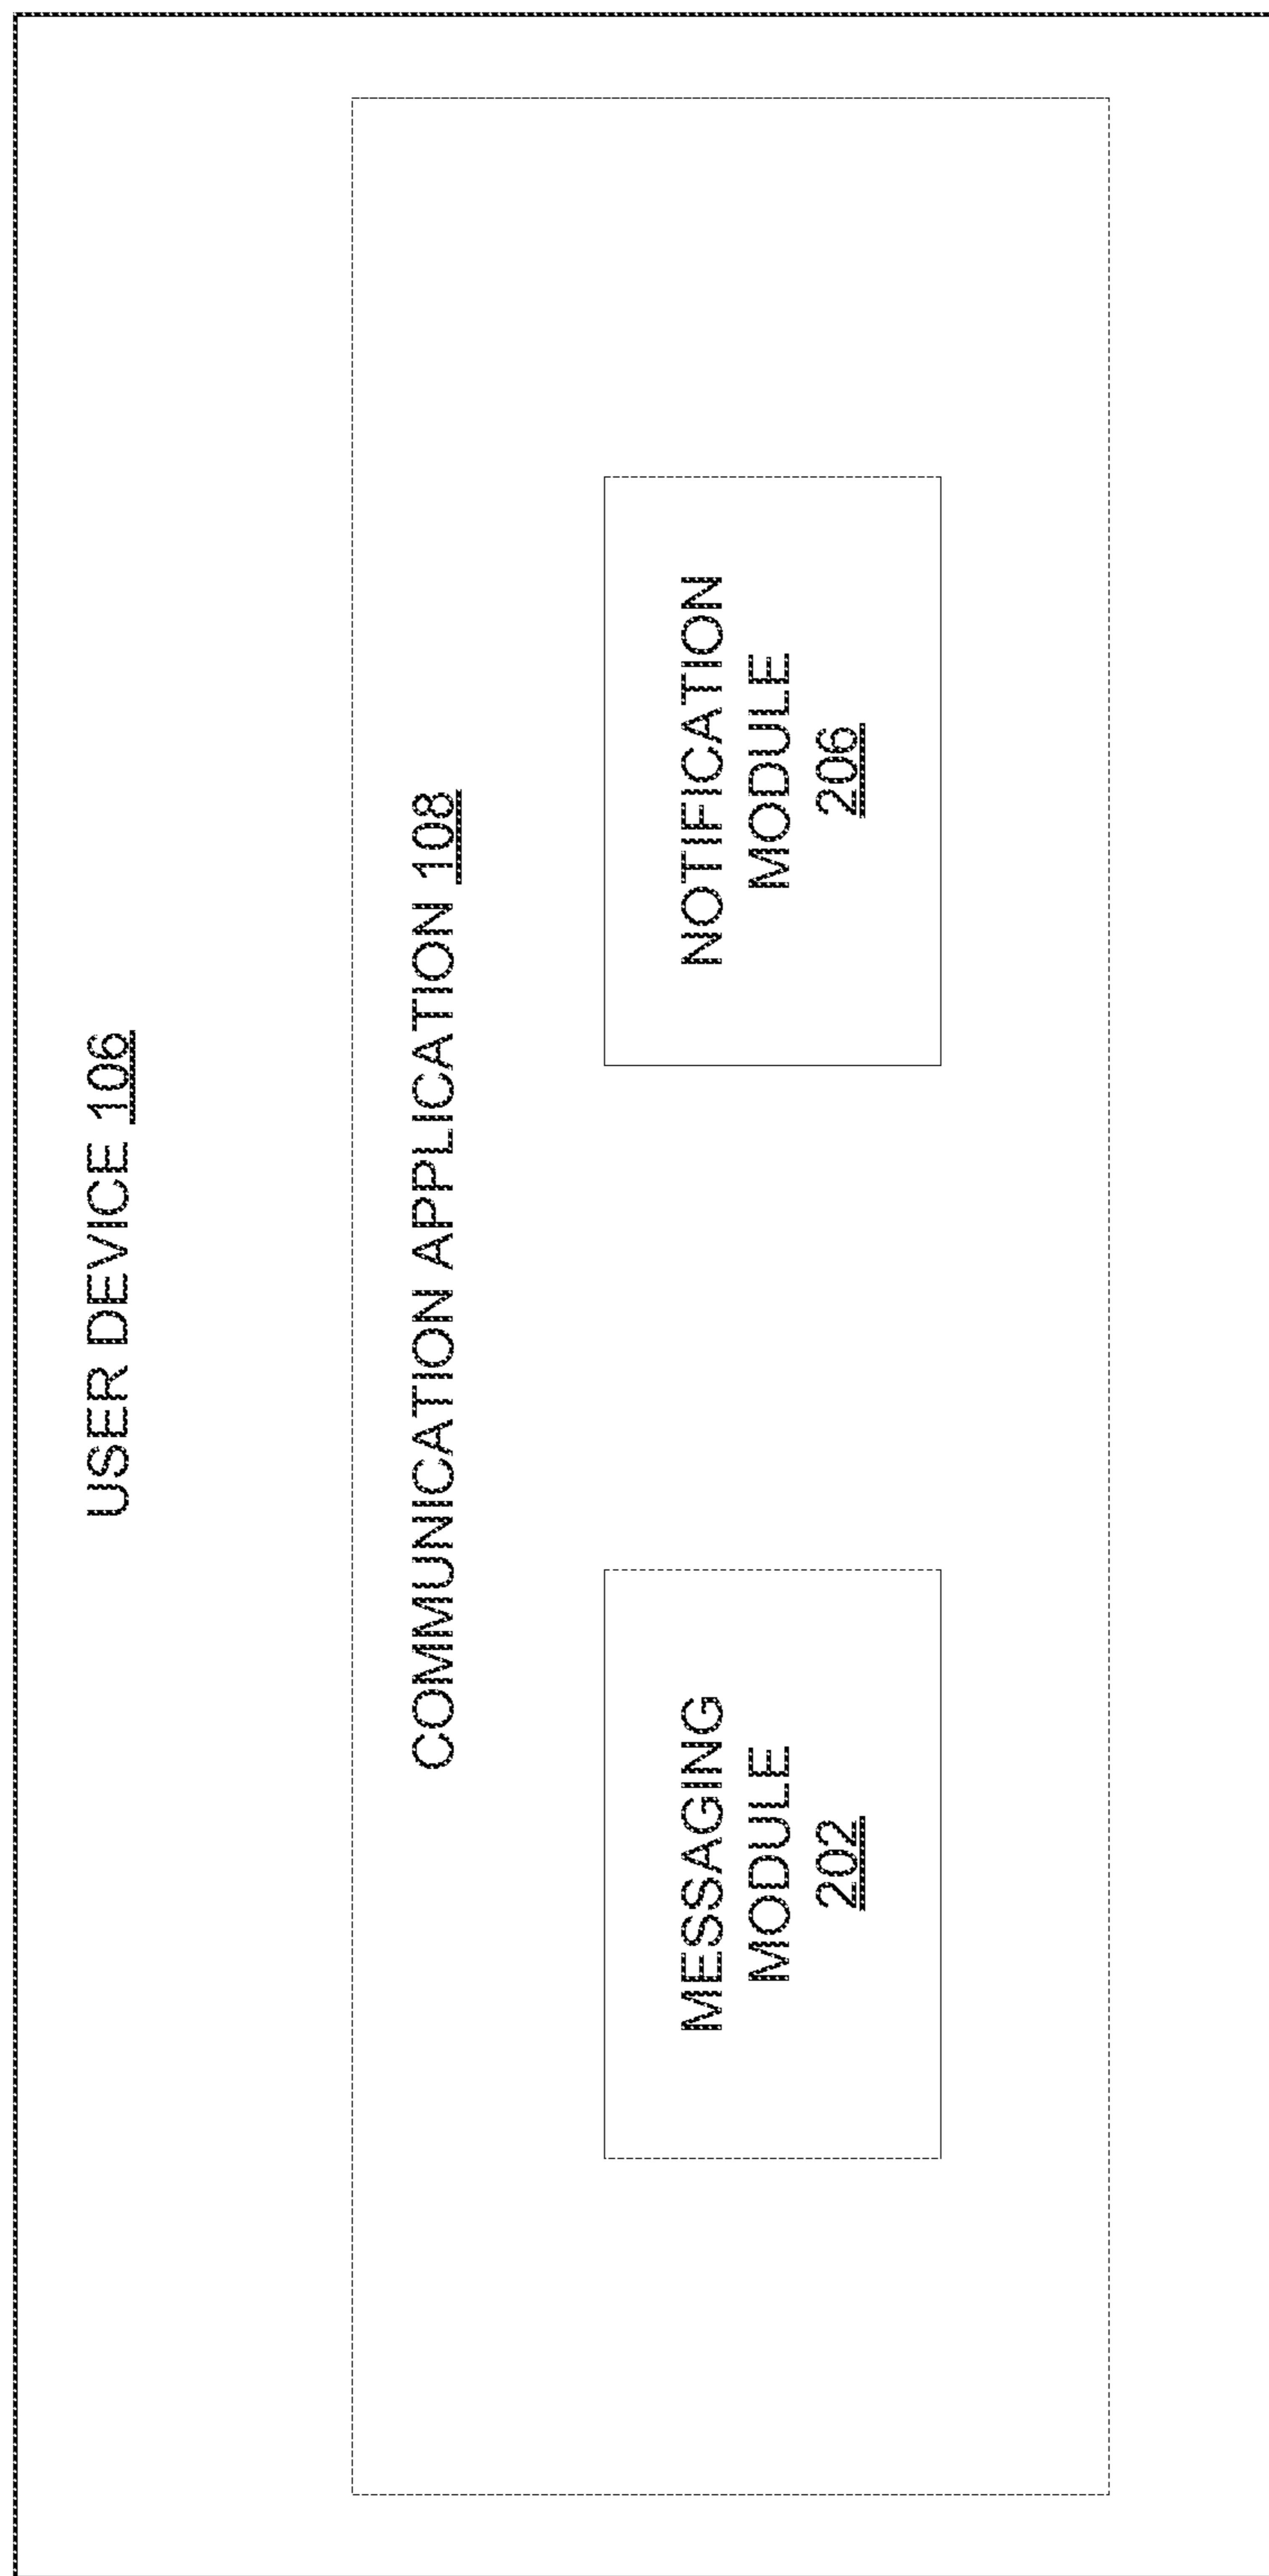 USER DEVICE 106
COMMUNICATION APPLICATION 108
MESSAGING
MODULE
202
NOTIFICATION
MODULE
206